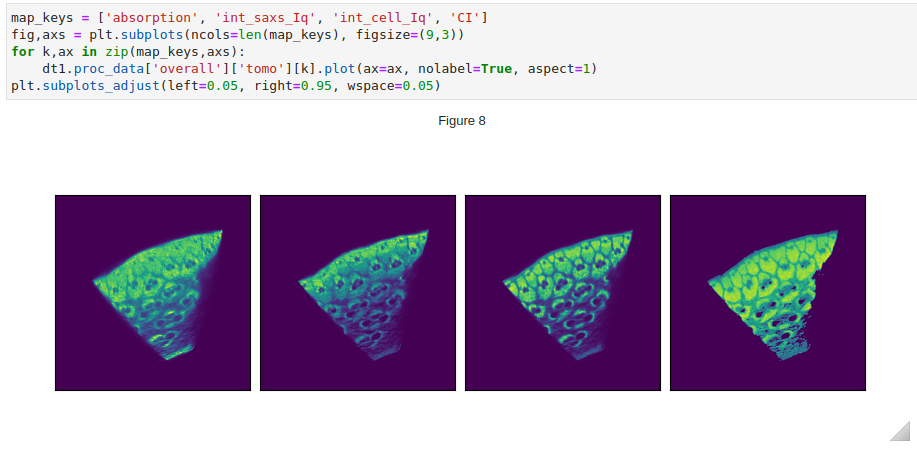 map_keys = ['absorption', 'int_saxs_Iq', 'int_cell_Iq', 'CI']
fig,axs = plt.subplots(ncols=len(map_keys), figsize=(9,3))
for k,ax in zip(map_keys,axs):
    dt1.proc_data['overall']['tomo'][k].plot(ax=ax, nolabel=True, aspect=1)
plt.subplots_adjust(left=0.05, right=0.95, wspace=0.05)
Figure 8